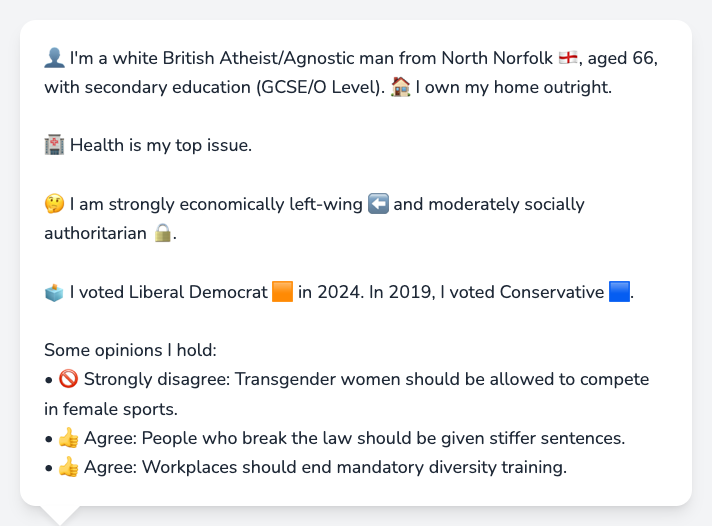 👤 I'm a white British Atheist/Agnostic man from North Norfolk 🏴󠁧󠁢󠁥󠁮󠁧󠁿, aged 66,
with secondary education (GCSE/O Level). 🏠 I own my home outright.
🏥 Health is my top issue.
🤔 I am strongly economically left-wing ⬅️ and moderately socially
authoritarian 🔒.
🗳️ I voted Liberal Democrat 🟧 in 2024. In 2019, I voted Conservative 🟦.
Some opinions I hold:
• 🚫 Strongly disagree: Transgender women should be allowed to compete
in female sports.
• 👍 Agree: People who break the law should be given stiffer sentences.
• 👍 Agree: Workplaces should end mandatory diversity training.